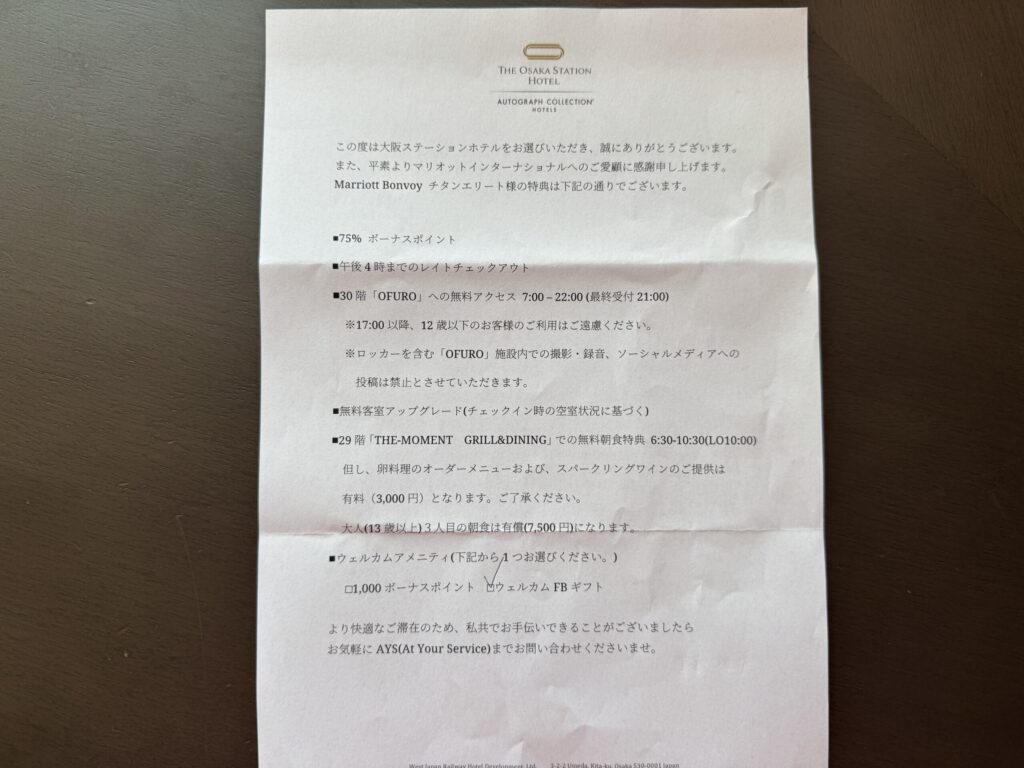 THE OSAKA STATION
HOTEL
AUTOGRAPH COLLECTION®
HOTELS
この度は大阪ステーションホテルをお選びいただき、誠にありがとうございます。
また、平素よりマリオットインターナショナルへのご愛顧に感謝申し上げます。
Marriott Bonvoy チタンエリート様の特典は下記の通りでございます。
■75% ボーナスポイント
■午後 4 時までのレイトチェックアウト
■30 階「OFURO」への無料アクセス 7:00 – 22:00 (最終受付 21:00)
※17:00 以降、12 歳以下のお客様のご利用はご遠慮ください。
※ロッカーを含む「OFURO」施設内での撮影・録音、ソーシャルメディアへの
投稿は禁止とさせていただきます。
■無料客室アップグレード(チェックイン時の空室状況に基づく)
■29 階「THE-MOMENT GRILL&DINING」での無料朝食特典 6:30-10:30(LO10:00)
但し、卵料理のオーダーメニューおよび、スパークリングワインのご提供は
有料（3,000 円）となります。ご了承ください。
大人(13 歳以上) 3 人目の朝食は有償(7,500 円)になります。
■ウェルカムアメニティ(下記から 1 つお選びください。)
□1,000 ボーナスポイント □ウェルカム FB ギフト
より快適なご滞在のため、私共でお手伝いできることがございましたら
お気軽に AYS(At Your Service)までお問い合わせくださいませ。
West Japan Railway Hotel Development, Ltd. 3-2-2 Umeda, Kita-ku, Osaka 530-0001 Japan